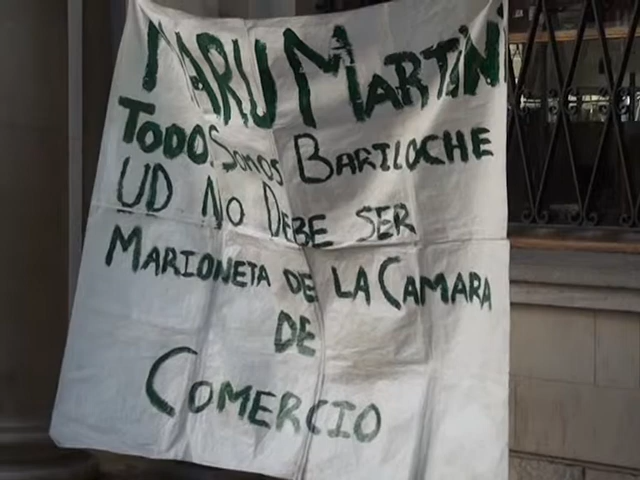 MARU MARTINI
TODOS SOMOS BARILOCHE
UD NO DEBE SER
MARIONETA DE LA CAMARA
DE
COMERCIO